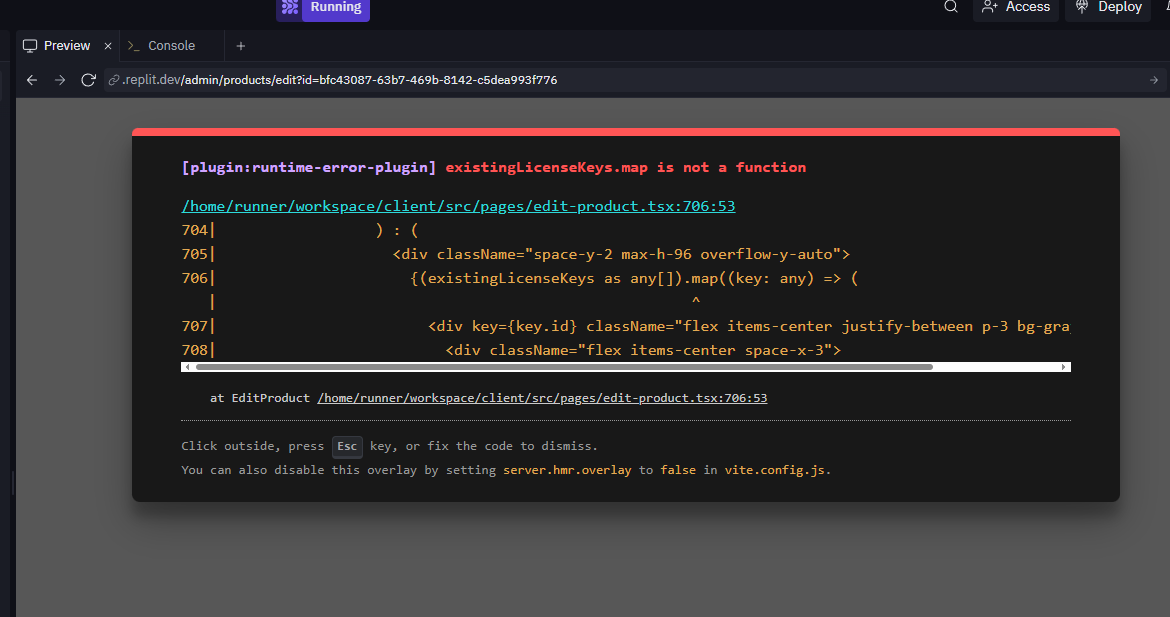 Running
Access
Deploy
Preview
Console
.replit.dev/admin/products/edit?id=bfc43087-63b7-469b-8142-c5dea993f776
[plugin:runtime-error-plugin] existingLicenseKeys.map is not a function
/home/runner/workspace/client/src/pages/edit-product.tsx:706:53
704|                   ) : (
705|                     <div className="space-y-2 max-h-96 overflow-y-auto">
706|                       {(existingLicenseKeys as any[]).map((key: any) => (
   |                                                       ^
707|                         <div key={key.id} className="flex items-center justify-between p-3 bg-gra
708|                           <div className="flex items-center space-x-3">
at EditProduct /home/runner/workspace/client/src/pages/edit-product.tsx:706:53
Click outside, press Esc key, or fix the code to dismiss.
You can also disable this overlay by setting server.hmr.overlay to false in vite.config.js.